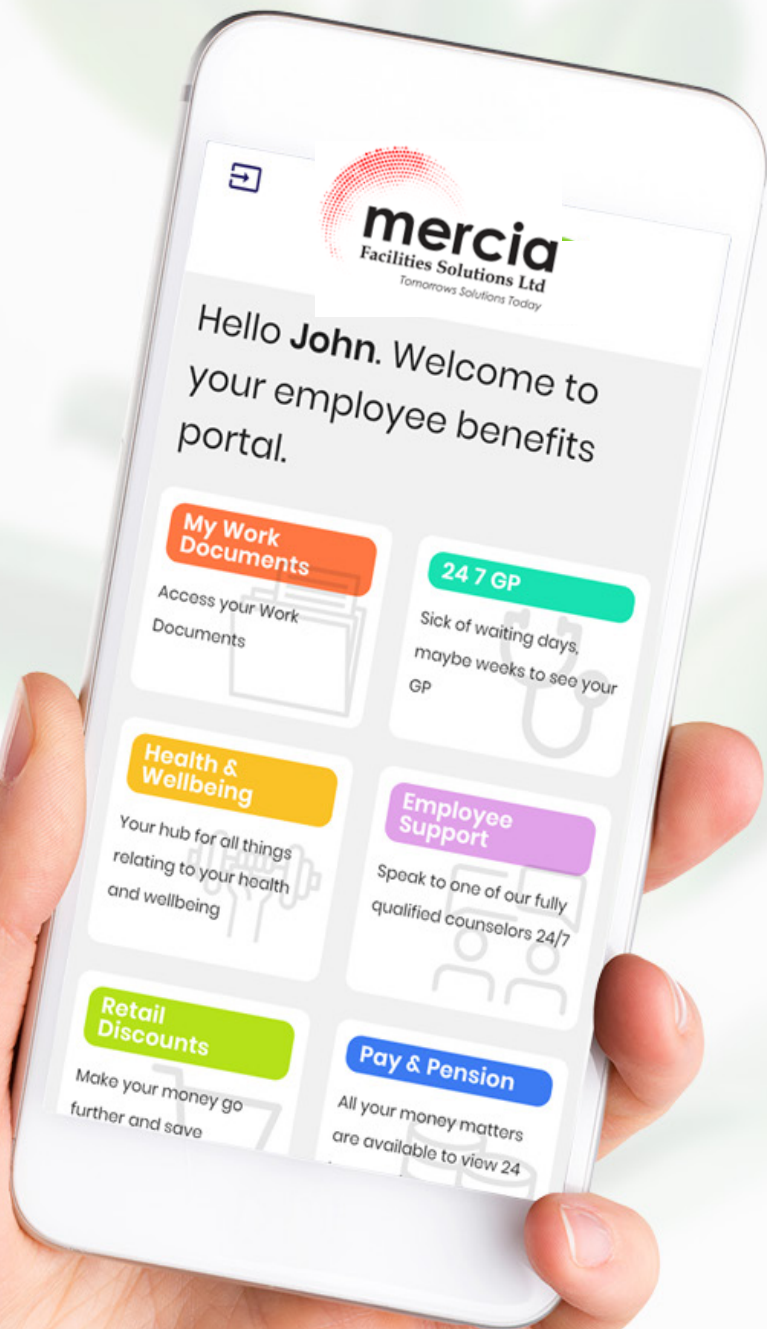 mercia
Facilities Solutions Ltd
Tomorrows Solutions Today
Hello John. Welcome to
your employee benefits
portal.
My Work
Documents
Access your Work
Documents
24 7 GP
Sick of waiting days,
maybe weeks to see your
GP
Health &
Wellbeing
Your hub for all things
relating to your health
and wellbeing
Employee
Support
Speak to one of our fully
qualified counselors 24/7
Retail
Discounts
Make your money go
further and save
Pay & Pension
All your money matters
are available to view 24